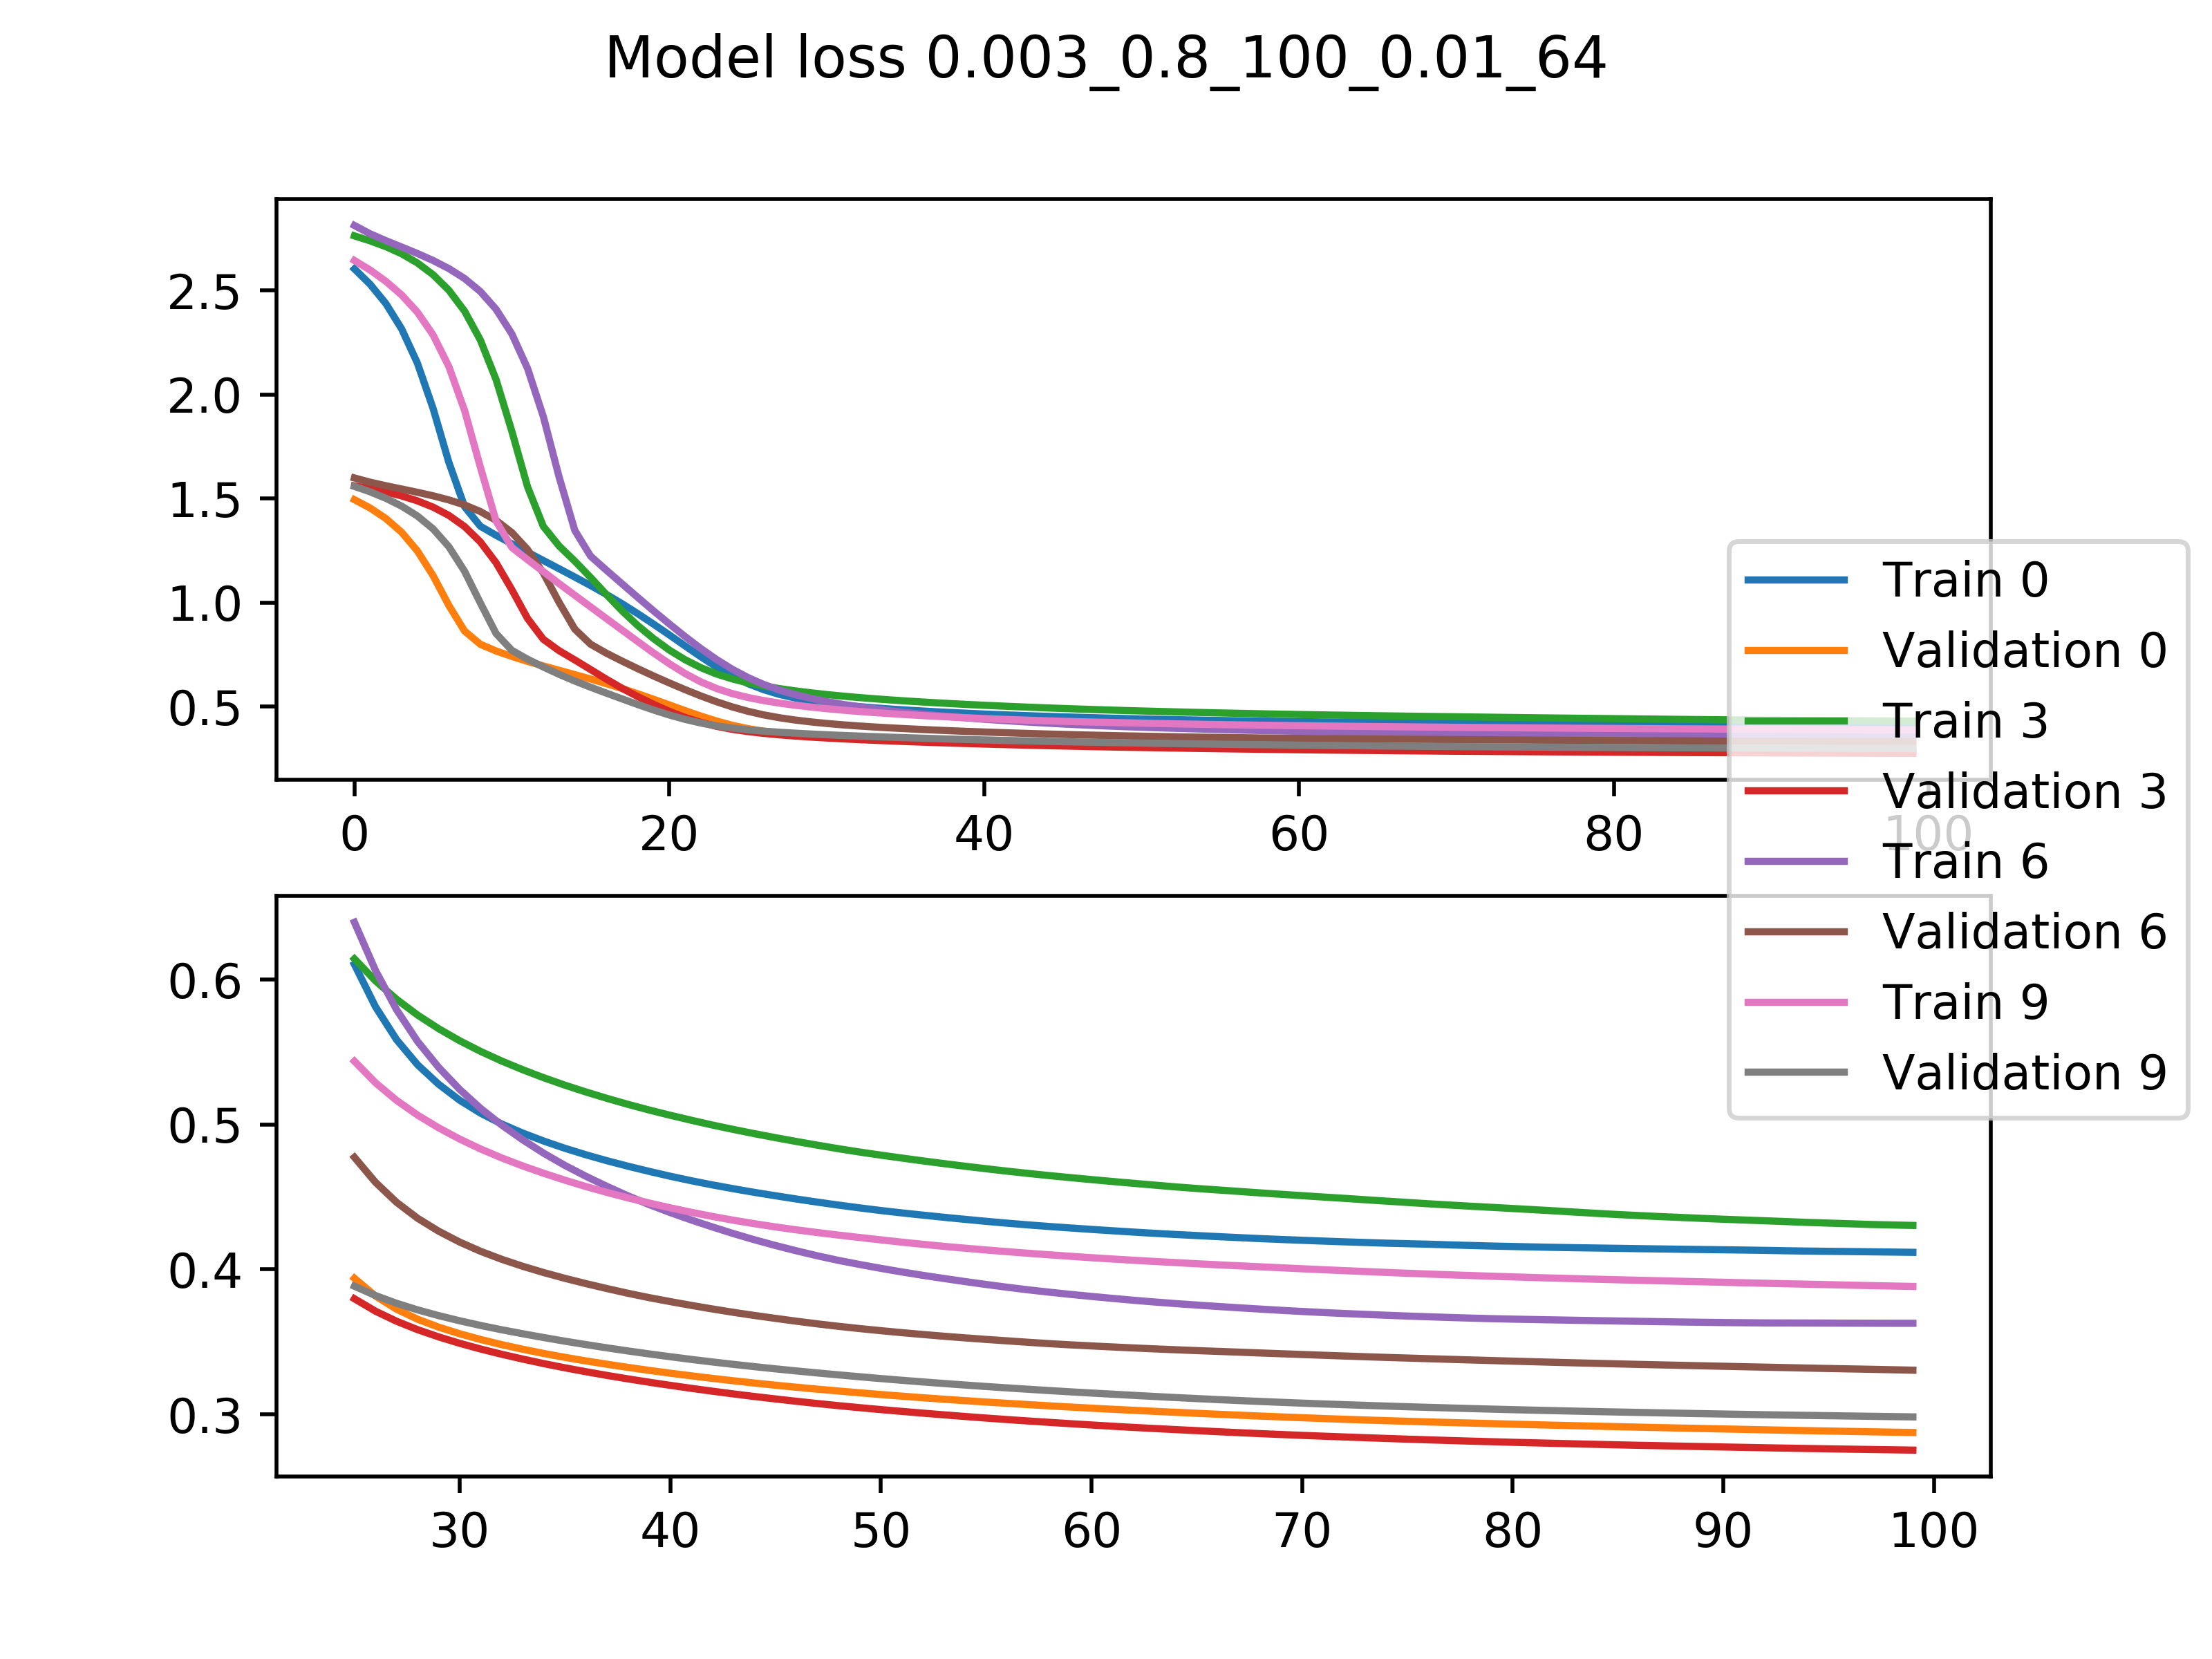 Model loss 0.003_0.8_100_0.01_64
2.5
2.0
1.5
1.0
0.5
0 20 40 60 80 100
Train 0
Validation 0
Train 3
Validation 3
Train 6
Validation 6
Train 9
Validation 9
0.6
0.5
0.4
0.3
30 40 50 60 70 80 90 100